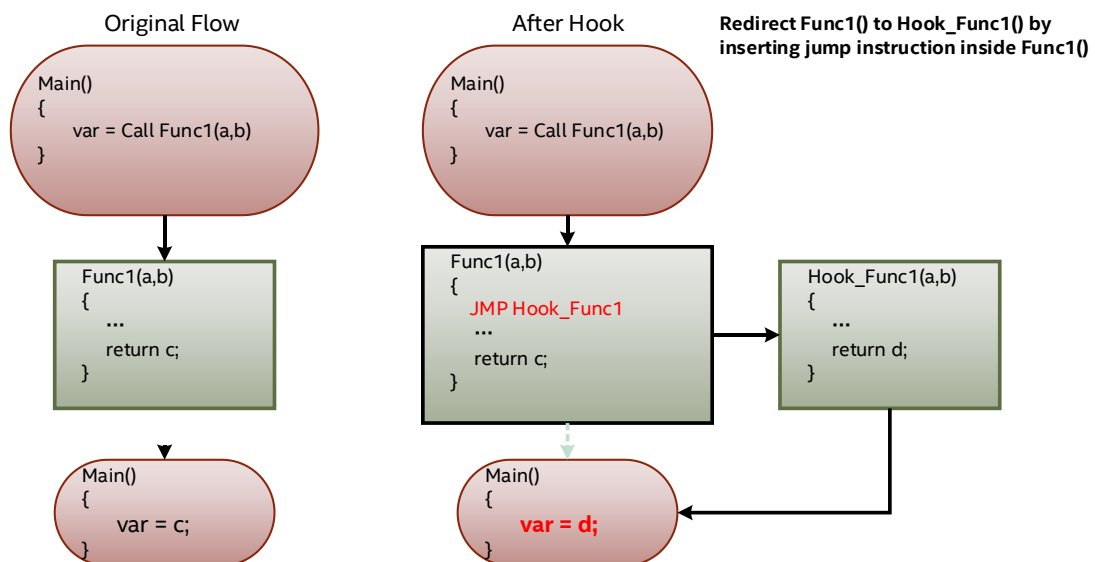 Original Flow
Main()
{
var = Call Func1(a,b)
}
Func1(a,b)
{
...
return c;
}
Main()
{
var = c;
}
After Hook
Main()
{
var = Call Func1(a,b)
}
Func1(a,b)
{
JMP Hook_Func1
...
return c;
}
Hook_Func1(a,b)
{
...
return d;
}
Main()
{
var = d;
}
Redirect Func1() to Hook_Func1() by
inserting jump instruction inside Func1()